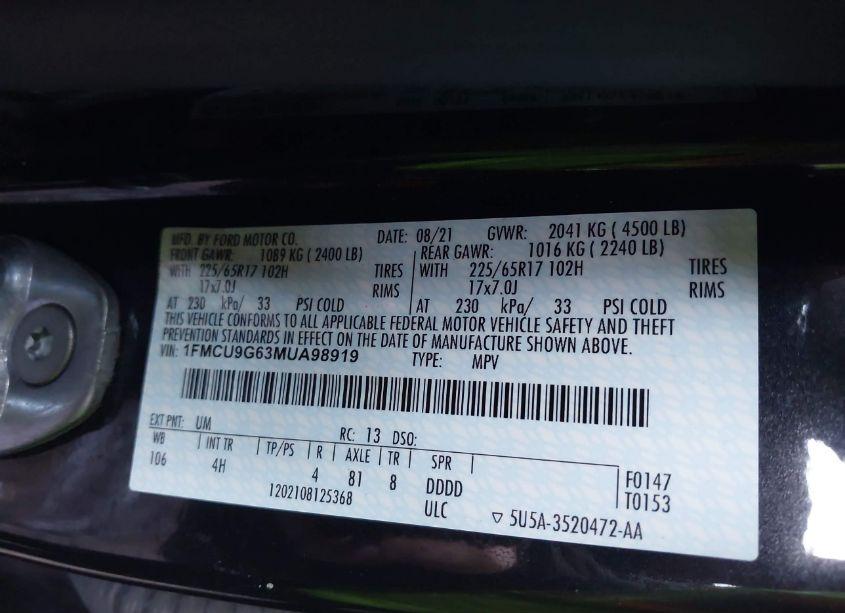 MFD. BY FORD MOTOR CO. DATE: 08/21 GVWR: 2041 KG ( 4500 LB)
FRONT GAWR: 1089 KG ( 2400 LB) REAR GAWR: 1016 KG ( 2240 LB)
WITH 225/65R17 102H TIRES WITH 225/65R17 102H TIRES
17x7.0J RIMS 17x7.0J RIMS
AT 230 kPa/ 33 PSI COLD AT 230 kPa/ 33 PSI COLD
THIS VEHICLE CONFORMS TO ALL APPLICABLE FEDERAL MOTOR VEHICLE SAFETY AND THEFT
PREVENTION STANDARDS IN EFFECT ON THE DATE OF MANUFACTURE SHOWN ABOVE.
VIN: 1FMCU9G63MUA98919 TYPE: MPV
EXT PNT: UM RC: 13 DSO:
WB INT TR TP/PS R AXLE TR SPR
106 4H 4 81 8 DDDD F0147
1202108125368 ULC T0153
▽ 5U5A-3520472-AA